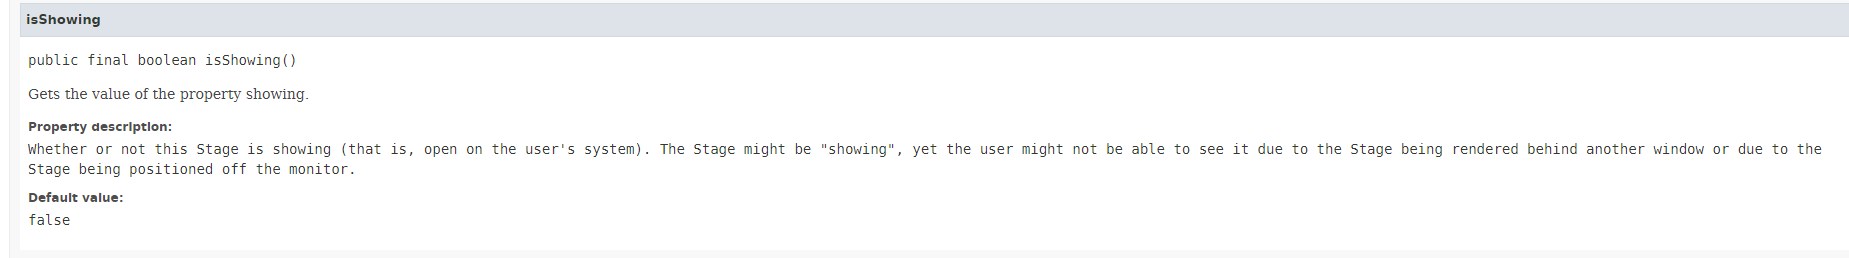 isShowing
public final boolean isShowing()
Gets the value of the property showing.
Property description:
Whether or not this Stage is showing (that is, open on the user's system). The Stage might be "showing", yet the user might not be able to see it due to the Stage being rendered behind another window or due to the
Stage being positioned off the monitor.
Default value:
false